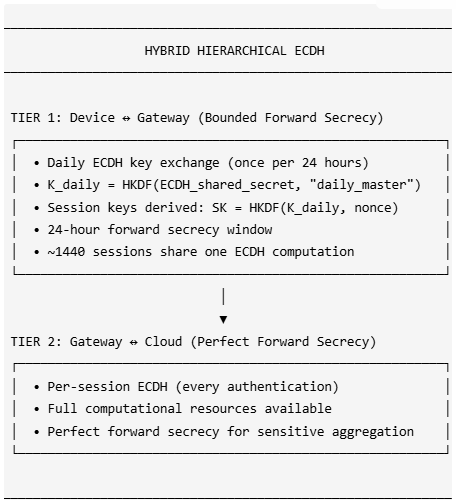 HYBRID HIERARCHICAL ECDH
TIER 1: Device ↔ Gateway (Bounded Forward Secrecy)
• Daily ECDH key exchange (once per 24 hours)
• K_daily = HKDF(ECDH_shared_secret, "daily_master")
• Session keys derived: SK = HKDF(K_daily, nonce)
• 24-hour forward secrecy window
• ~1440 sessions share one ECDH computation
TIER 2: Gateway ↔ Cloud (Perfect Forward Secrecy)
• Per-session ECDH (every authentication)
• Full computational resources available
• Perfect forward secrecy for sensitive aggregation